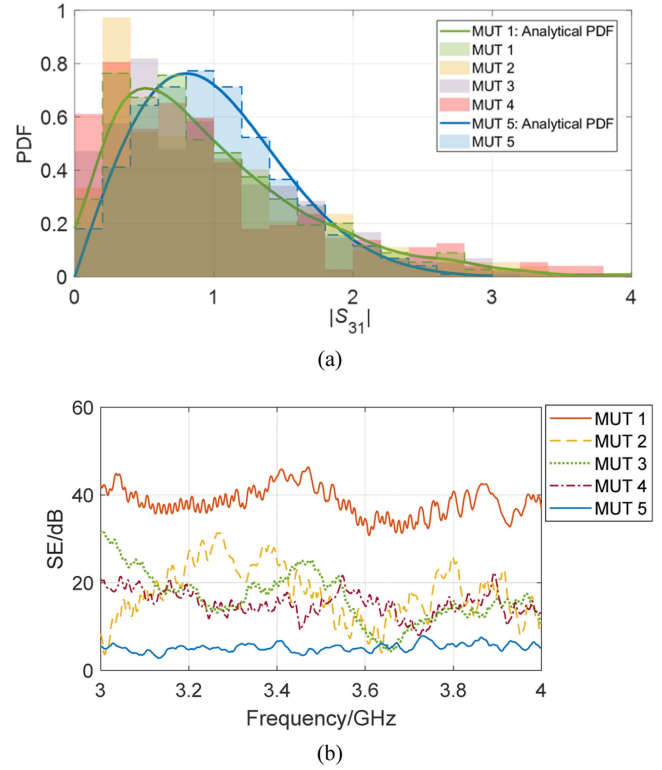 1
0.8
0.6
0.4
0.2
0
PDF
MUT 1: Analytical PDF
MUT 1
MUT 2
MUT 3
MUT 4
MUT 5: Analytical PDF
MUT 5
0 1 2 3 4
|S31|
(a)
60
40
20
0
SE/dB
MUT 1
MUT 2
MUT 3
MUT 4
MUT 5
3 3.2 3.4 3.6 3.8 4
Frequency/GHz
(b)